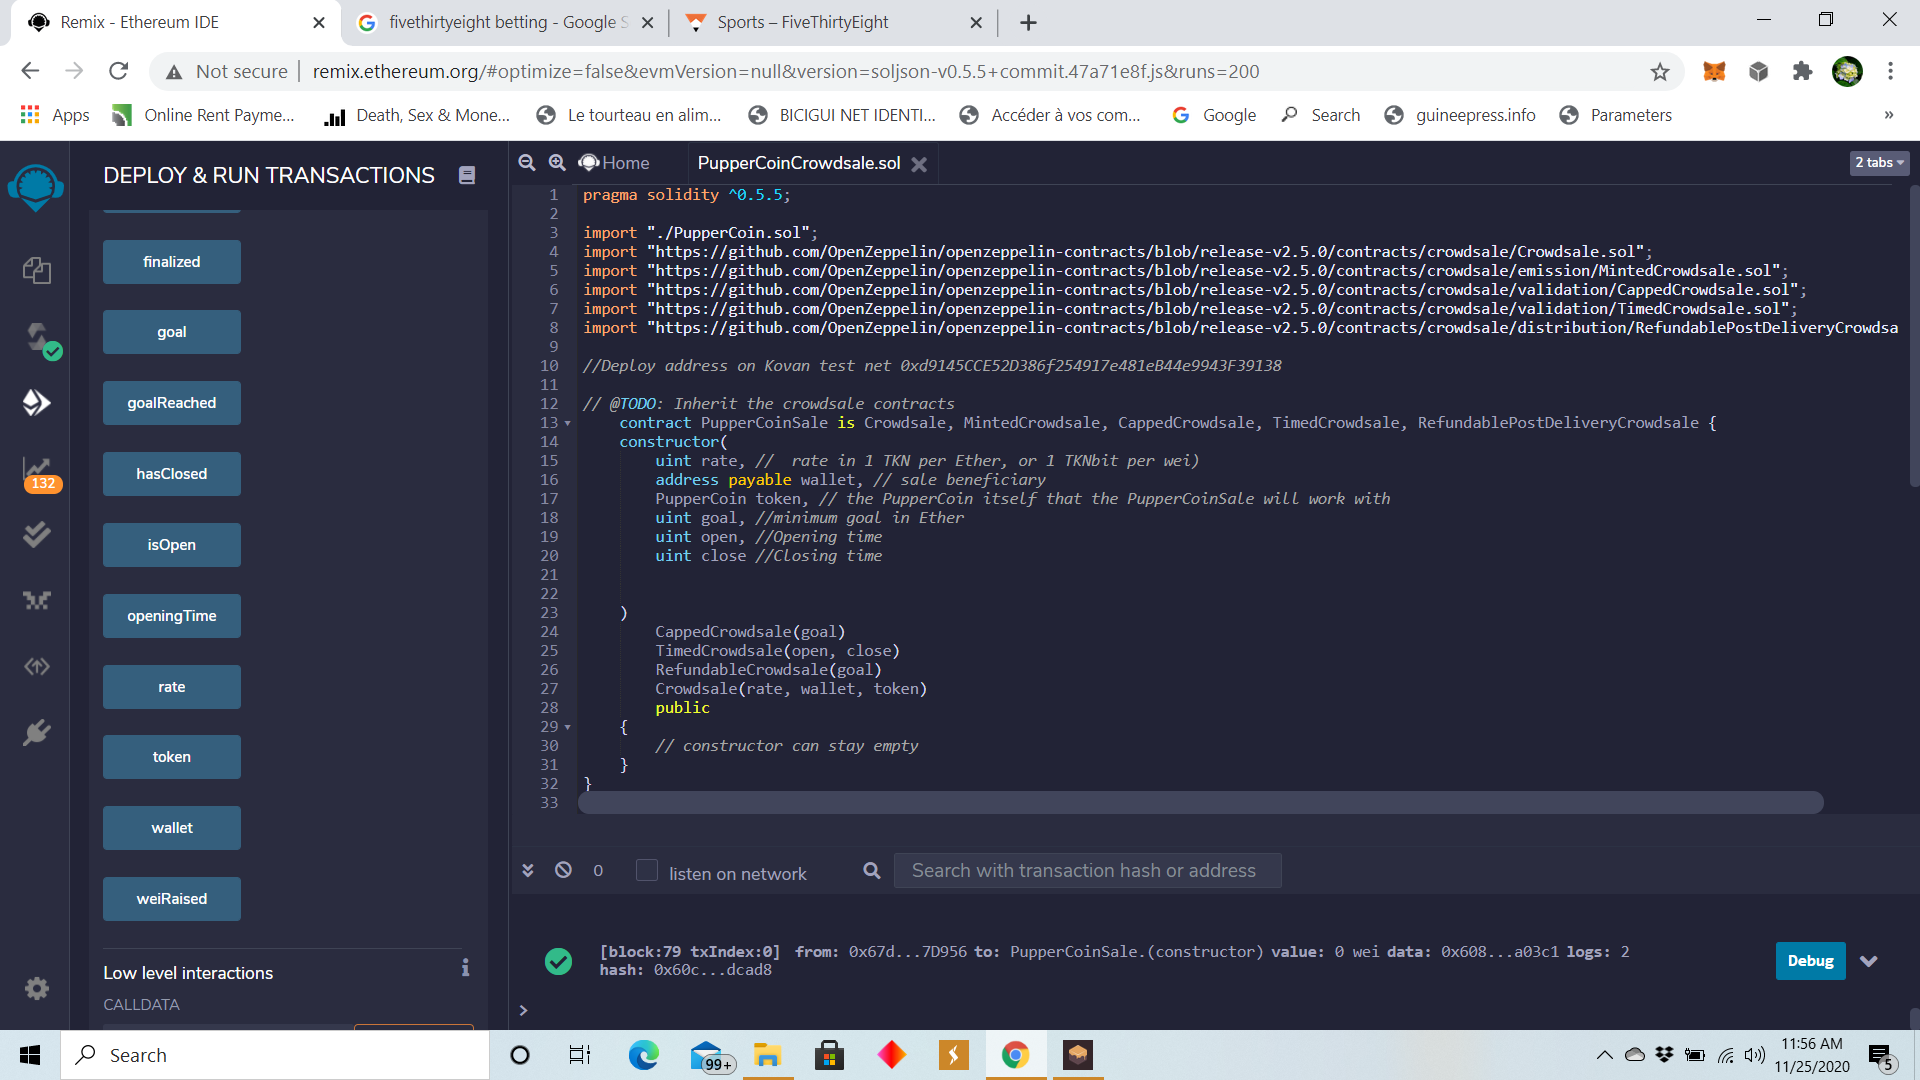 Remix - Ethereum IDE
fivethirtyeight betting - Google S
Sports – FiveThirtyEight
Not secure
remix.ethereum.org/#optimize=false&evmVersion=null&version=soljson-v0.5.5+commit.47a71e8f.js&runs=200
Apps
Online Rent Payme...
Death, Sex & Mone...
Le tourteau en alim...
BICIGUI NET IDENTI...
Accéder à vos com...
Google
Search
guineepress.info
Parameters
»
DEPLOY & RUN TRANSACTIONS
Home
PupperCoinCrowdsale.sol
2 tabs
finalized
goal
goalReached
hasClosed
isOpen
openingTime
rate
token
wallet
weiRaised
Low level interactions
i
CALLDATA
132
1 pragma solidity ^0.5.5;
2
3 import "./PupperCoin.sol";
4 import "https://github.com/OpenZeppelin/openzeppelin-contracts/blob/release-v2.5.0/contracts/crowdsale/Crowdsale.sol";
5 import "https://github.com/OpenZeppelin/openzeppelin-contracts/blob/release-v2.5.0/contracts/crowdsale/emission/MintedCrowdsale.sol";
6 import "https://github.com/OpenZeppelin/openzeppelin-contracts/blob/release-v2.5.0/contracts/crowdsale/validation/CappedCrowdsale.sol";
7 import "https://github.com/OpenZeppelin/openzeppelin-contracts/blob/release-v2.5.0/contracts/crowdsale/validation/TimedCrowdsale.sol";
8 import "https://github.com/OpenZeppelin/openzeppelin-contracts/blob/release-v2.5.0/contracts/crowdsale/distribution/RefundablePostDeliveryCrowdsa
9
10 //Deploy address on Kovan test net 0xd9145CCE52D386f254917e481eB44e9943F39138
11
12 // @TODO: Inherit the crowdsale contracts
13 contract PupperCoinSale is Crowdsale, MintedCrowdsale, CappedCrowdsale, TimedCrowdsale, RefundablePostDeliveryCrowdsale {
14 constructor(
15 uint rate, //  rate in 1 TKN per Ether, or 1 TKNbit per wei)
16 address payable wallet, // sale beneficiary
17 PupperCoin token, // the PupperCoin itself that the PupperCoinSale will work with
18 uint goal, //minimum goal in Ether
19 uint open, //Opening time
20 uint close //Closing time
21
22
23 )
24 CappedCrowdsale(goal)
25 TimedCrowdsale(open, close)
26 RefundableCrowdsale(goal)
27 Crowdsale(rate, wallet, token)
28 public
29 {
30 // constructor can stay empty
31 }
32 }
33
0
listen on network
Search with transaction hash or address
[block:79 txIndex:0] from: 0x67d...7D956 to: PupperCoinSale.(constructor) value: 0 wei data: 0x608...a03c1 logs: 2
hash: 0x60c...dcad8
Debug
>
Search
99+
11:56 AM
11/25/2020
5